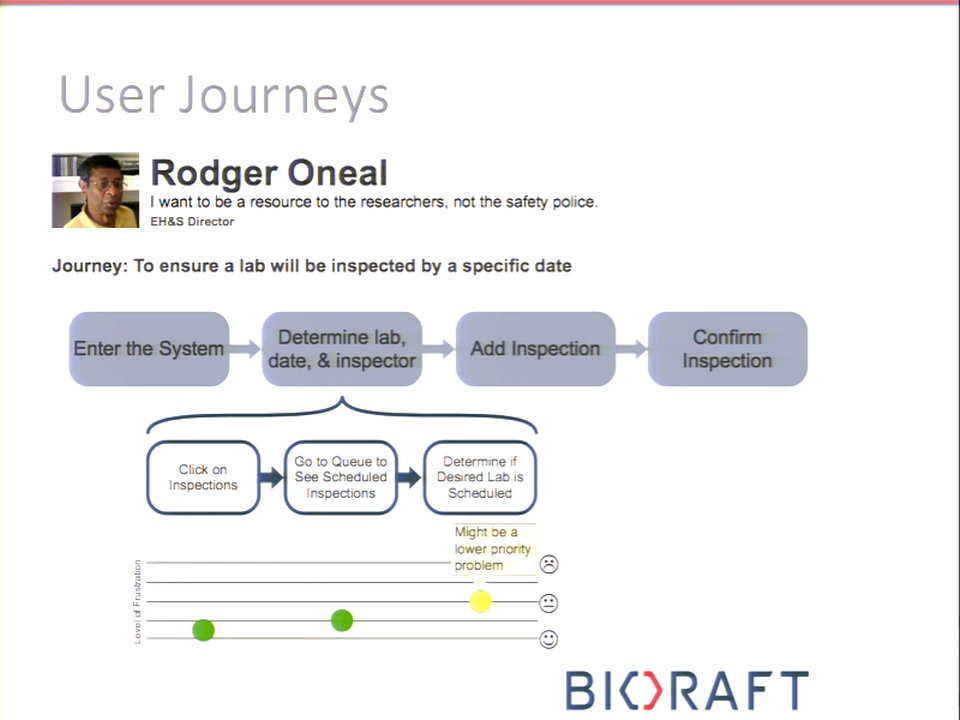 User Journeys
Rodger Oneal
I want to be a resource to the researchers, not the safety police.
EH&S Director
Journey: To ensure a lab will be inspected by a specific date
Enter the System
Determine lab,
date, & inspector
Add Inspection
Confirm
Inspection
Click on
Inspections
Go to Queue to
See Scheduled
Inspections
Determine if
Desired Lab is
Scheduled
Might be a
lower priority
problem
Level of Frustration
BIORAFT